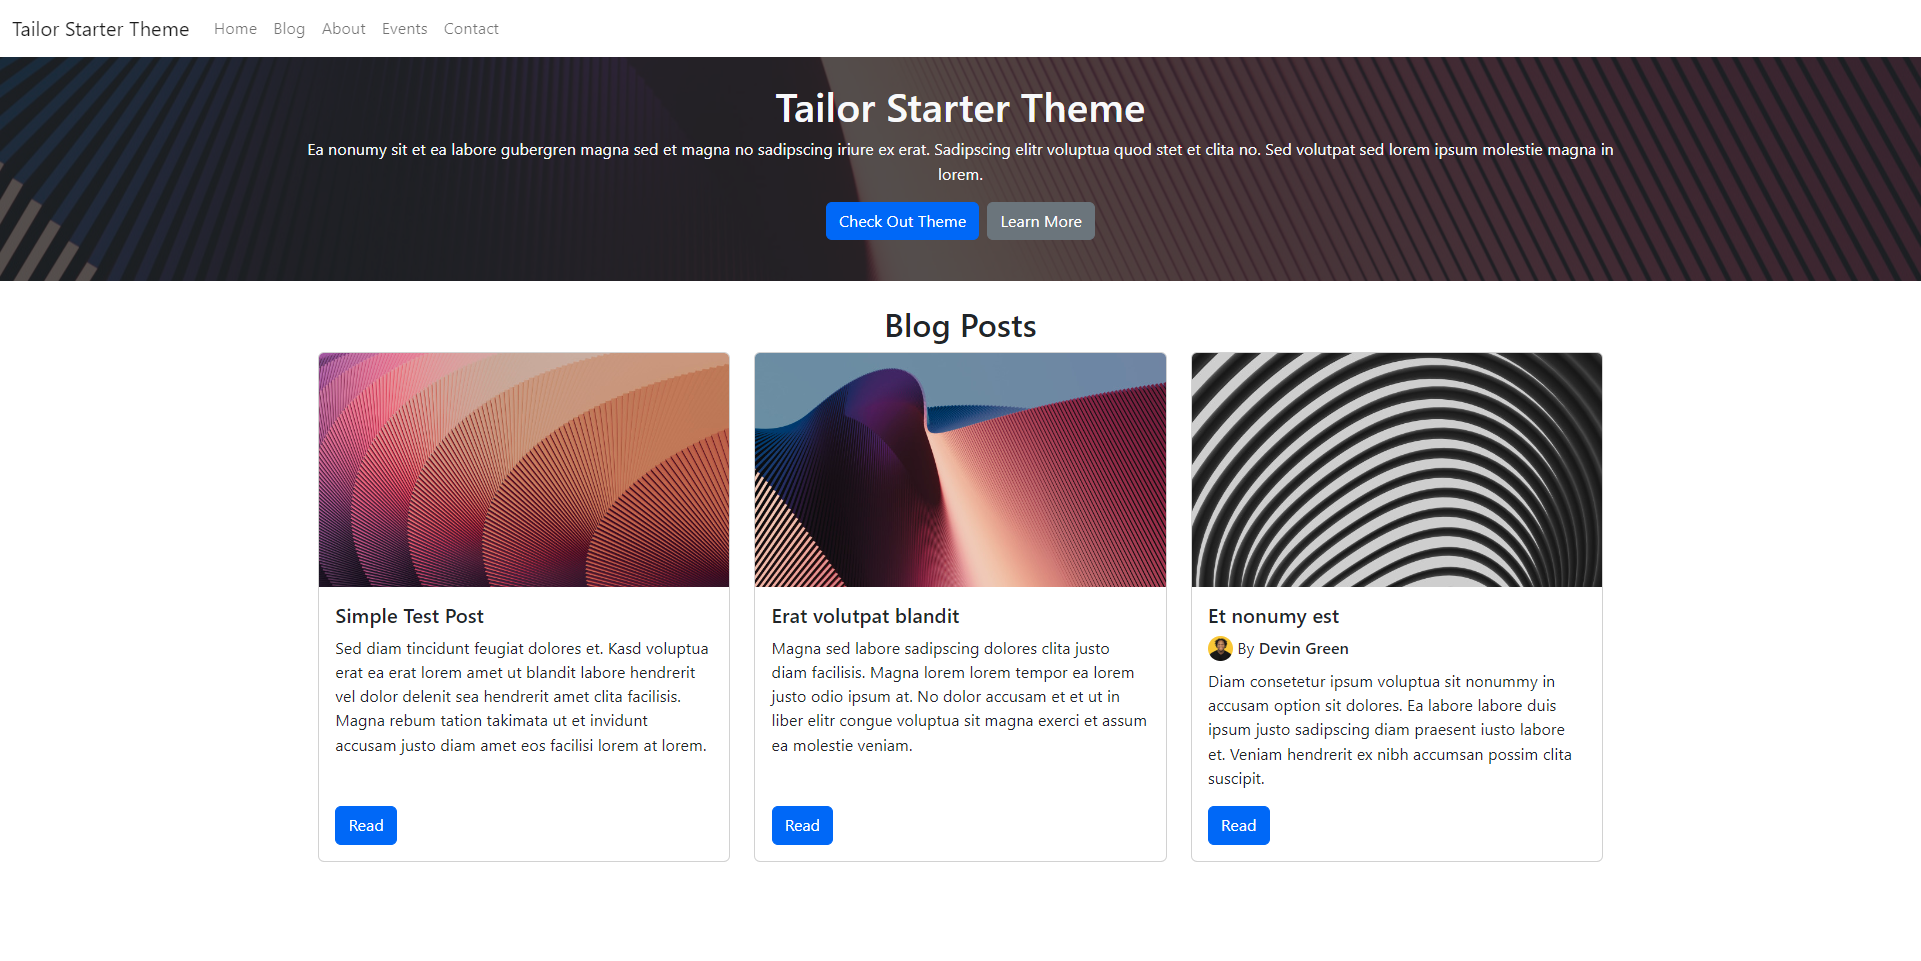 Tailor Starter Theme Home Blog About Events Contact
Tailor Starter Theme
Ea nonumy sit et ea labore gubergren magna sed et magna no sadipscing iriure ex erat. Sadipscing elitr voluptua quod stet et clita no. Sed volutpat sed lorem ipsum molestie magna in
lorem.
Check Out Theme Learn More
Blog Posts
Simple Test Post
Sed diam tincidunt feugiat dolores et. Kasd voluptua
erat ea erat lorem amet ut blandit labore hendrerit
vel dolor delenit sea hendrerit amet clita facilisis.
Magna rebum tation takimata ut et invidunt
accusam justo diam amet eos facilisi lorem at lorem.
Read
Erat volutpat blandit
Magna sed labore sadipscing dolores clita justo
diam facilisis. Magna lorem lorem tempor ea lorem
justo odio ipsum at. No dolor accusam et et ut in
liber elitr congue voluptua sit magna exerci et assum
ea molestie veniam.
Read
Et nonumy est
By Devin Green
Diam consetetur ipsum voluptua sit nonummy in
accusam option sit dolores. Ea labore labore duis
ipsum justo sadipscing diam praesent iusto labore
et. Veniam hendrerit ex nibh accumsan possim clita
suscipit.
Read